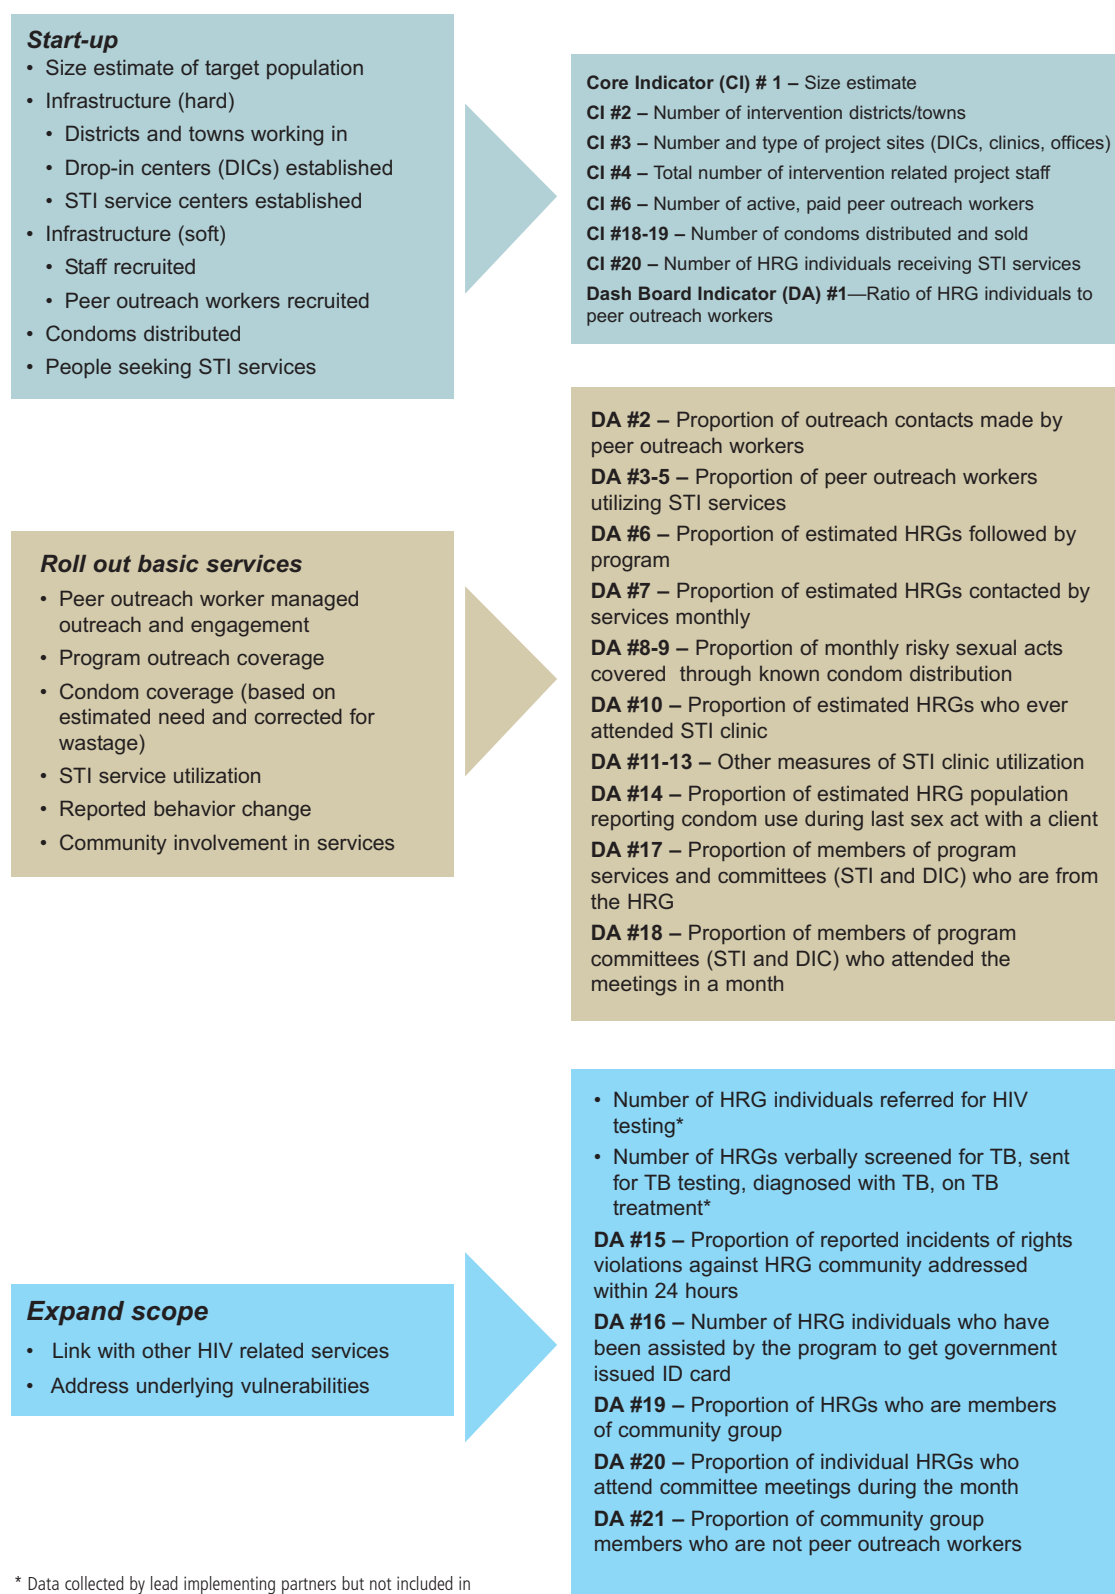 Start-up
• Size estimate of target population
• Infrastructure (hard)
• Districts and towns working in
• Drop-in centers (DICs) established
• STI service centers established
• Infrastructure (soft)
• Staff recruited
• Peer outreach workers recruited
• Condoms distributed
• People seeking STI services
Core Indicator (CI) # 1 – Size estimate
CI #2 – Number of intervention districts/towns
CI #3 – Number and type of project sites (DICs, clinics, offices)
CI #4 – Total number of intervention related project staff
CI #6 – Number of active, paid peer outreach workers
CI #18-19 – Number of condoms distributed and sold
CI #20 – Number of HRG individuals receiving STI services
Dash Board Indicator (DA) #1—Ratio of HRG individuals to
peer outreach workers
Roll out basic services
• Peer outreach worker managed
outreach and engagement
• Program outreach coverage
• Condom coverage (based on
estimated need and corrected for
wastage)
• STI service utilization
• Reported behavior change
• Community involvement in services
DA #2 – Proportion of outreach contacts made by
peer outreach workers
DA #3-5 – Proportion of peer outreach workers
utilizing STI services
DA #6 – Proportion of estimated HRGs followed by
program
DA #7 – Proportion of estimated HRGs contacted by
services monthly
DA #8-9 – Proportion of monthly risky sexual acts
covered through known condom distribution
DA #10 – Proportion of estimated HRGs who ever
attended STI clinic
DA #11-13 – Other measures of STI clinic utilization
DA #14 – Proportion of estimated HRG population
reporting condom use during last sex act with a client
DA #17 – Proportion of members of program
services and committees (STI and DIC) who are from
the HRG
DA #18 – Proportion of members of program
committees (STI and DIC) who attended the
meetings in a month
Expand scope
• Link with other HIV related services
• Address underlying vulnerabilities
• Number of HRG individuals referred for HIV
testing*
• Number of HRGs verbally screened for TB, sent
for TB testing, diagnosed with TB, on TB
treatment*
DA #15 – Proportion of reported incidents of rights
violations against HRG community addressed
within 24 hours
DA #16 – Number of HRG individuals who have
been assisted by the program to get government
issued ID card
DA #19 – Proportion of HRGs who are members
of community group
DA #20 – Proportion of individual HRGs who
attend committee meetings during the month
DA #21 – Proportion of community group
members who are not peer outreach workers
* Data collected by lead implementing partners but not included in